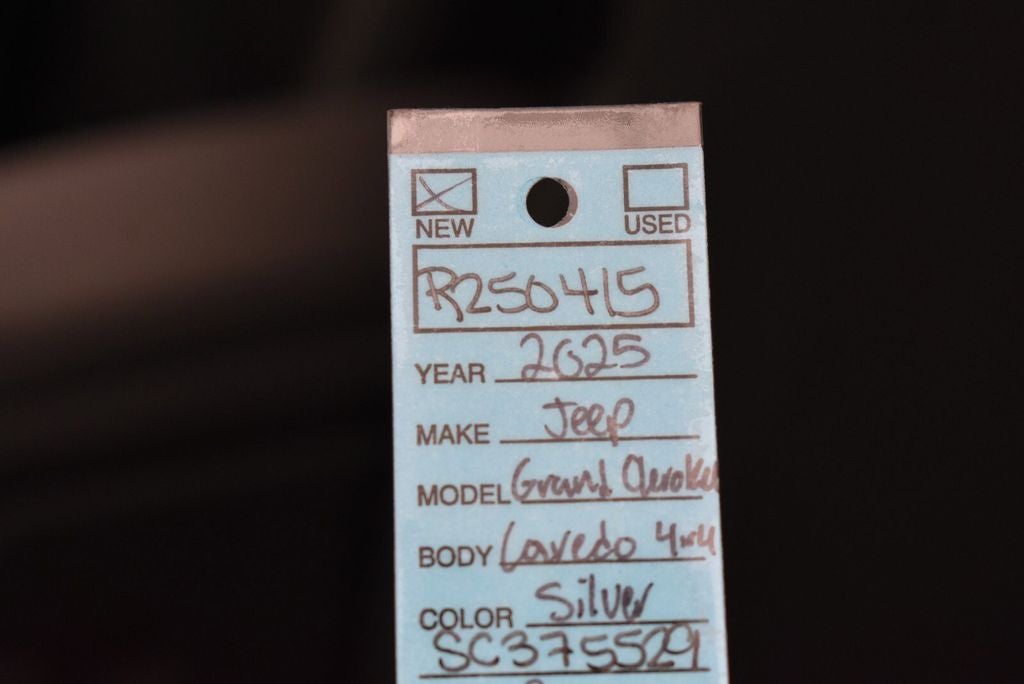 NEW USED
R250415
YEAR 2025
MAKE Jeep
MODEL Grand Cherokee
BODY Laredo 4x4
COLOR Silver
SC375529